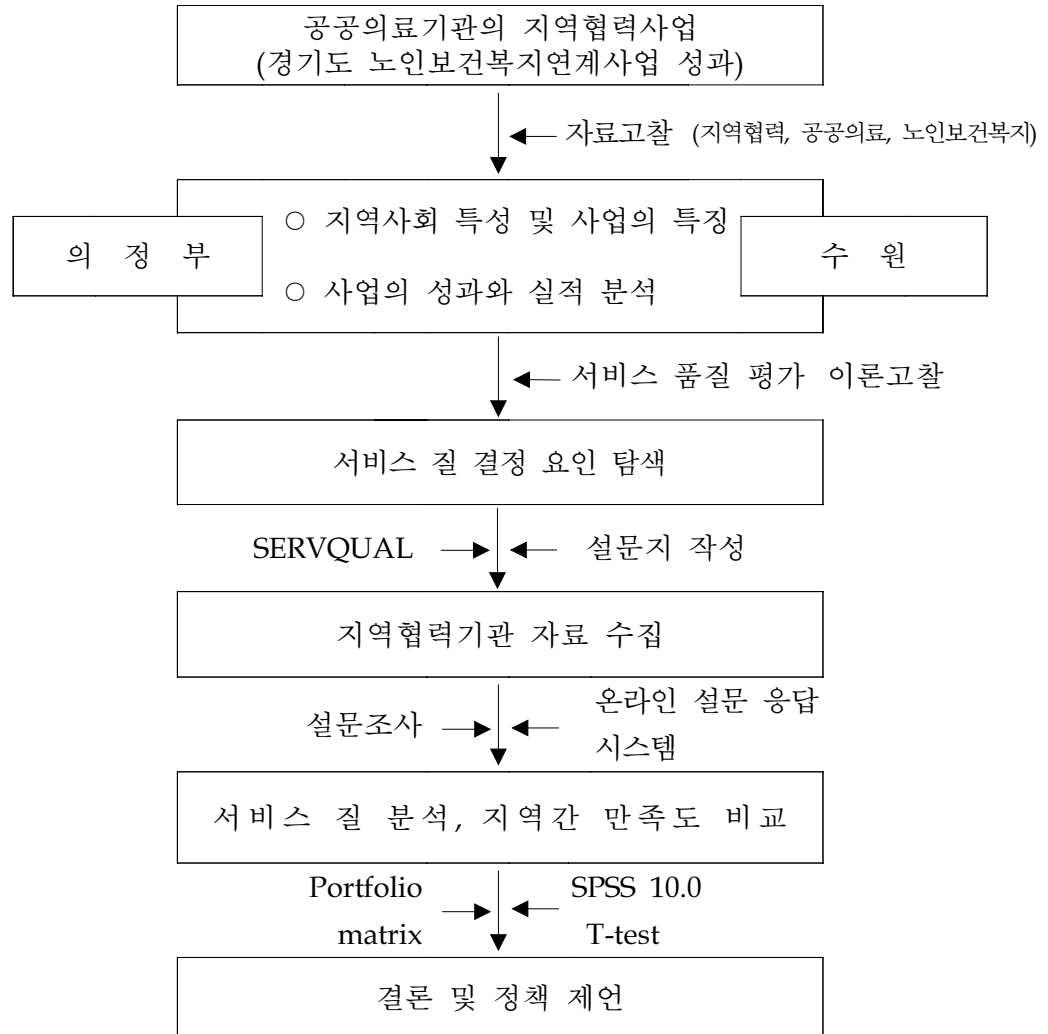 공공의료기관의 지역협력사업
(경기도 노인보건복지연계사업 성과)
자료고찰 (지역협력, 공공의료, 노인보건복지)
○ 지역사회 특성 및 사업의 특징
의 정 부
수 원
○ 사업의 성과와 실적 분석
서비스 품질 평가 이론고찰
서비스 질 결정 요인 탐색
SERVQUAL
설문지 작성
지역협력기관 자료 수집
설문조사
온라인 설문 응답
시스템
서비스 질 분석, 지역간 만족도 비교
Portfolio
matrix
SPSS 10.0
T-test
결론 및 정책 제언